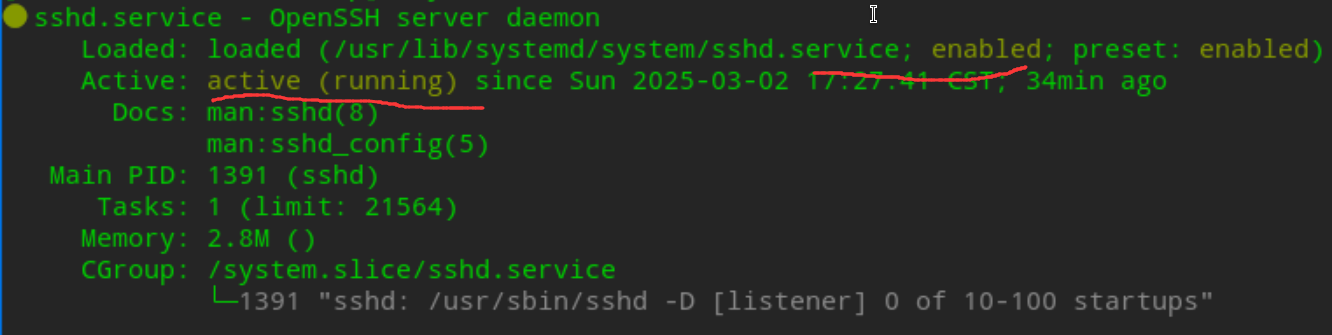 sshd.service - OpenSSH server daemon
Loaded: loaded (/usr/lib/systemd/system/sshd.service; enabled; preset: enabled)
Active: active (running) since Sun 2025-03-02 17:27:41 CST; 34min ago
Docs: man:sshd(8)
man:sshd_config(5)
Main PID: 1391 (sshd)
Tasks: 1 (limit: 21564)
Memory: 2.8M ()
CGroup: /system.slice/sshd.service
└─1391 "sshd: /usr/sbin/sshd -D [listener] 0 of 10-100 startups"